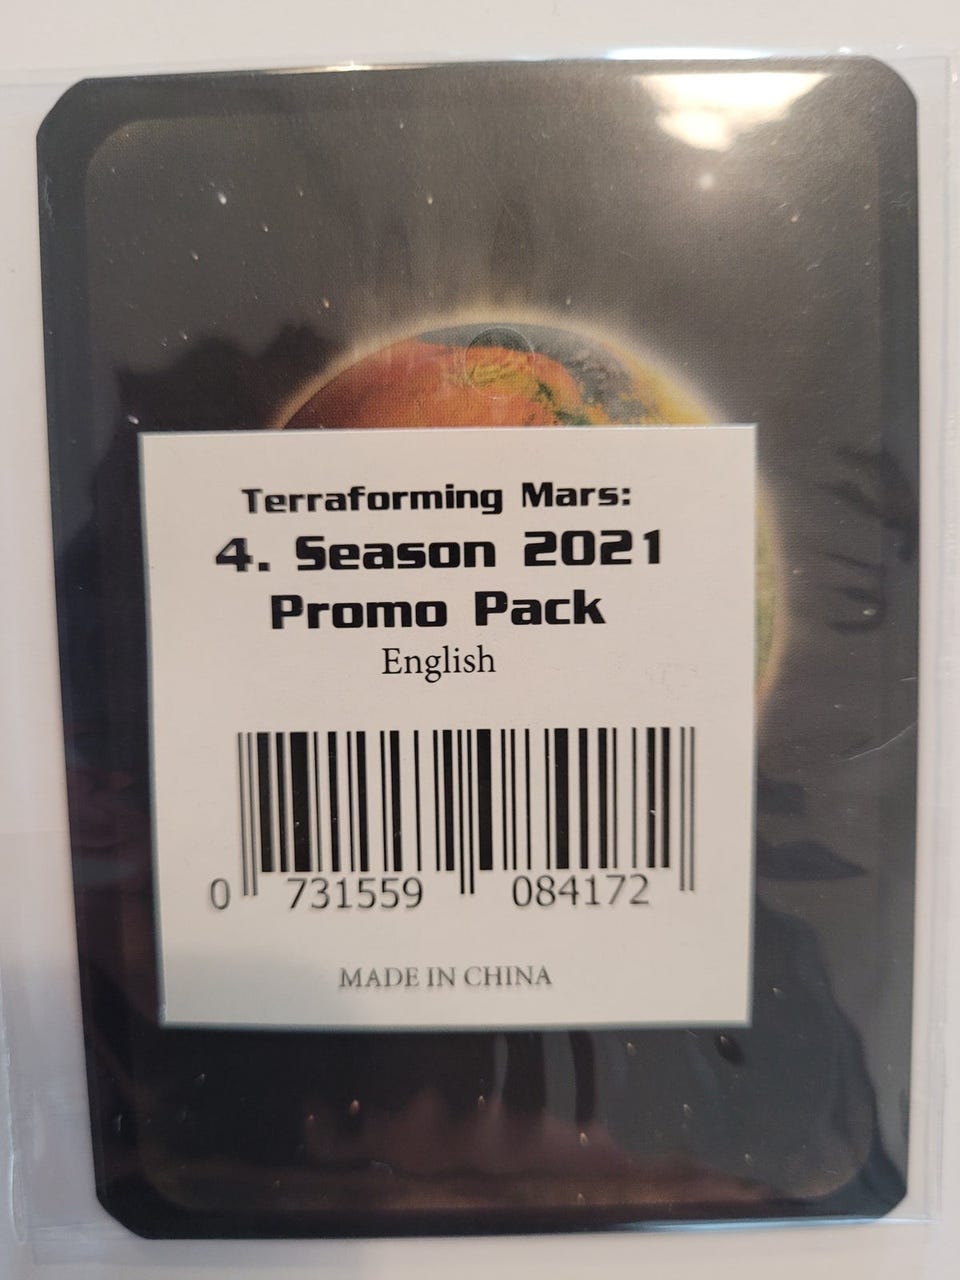 Terraforming Mars:
4. Season 2021
Promo Pack
English
0 731559 084172
MADE IN CHINA